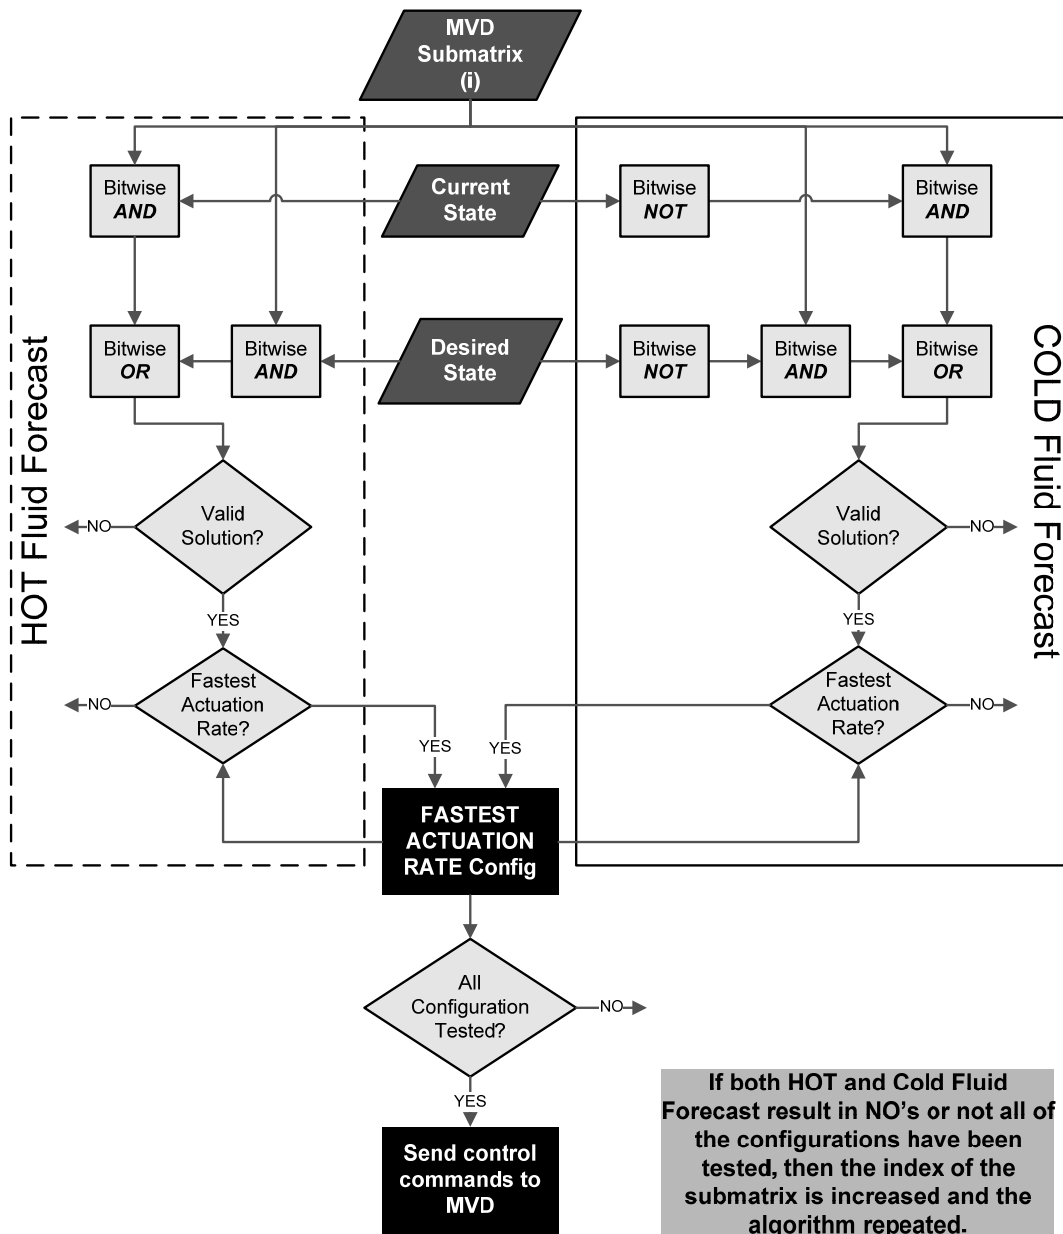 MVD
Submatrix
(i)
Bitwise
AND
Current
State
Bitwise
NOT
Bitwise
AND
HOT Fluid Forecast
Bitwise
OR
Bitwise
AND
Desired
State
Bitwise
NOT
Bitwise
AND
Bitwise
OR
COLD Fluid Forecast
NO
Valid
Solution?
YES
Valid
Solution?
NO
YES
NO
Fastest
Actuation
Rate?
YES
YES
Fastest
Actuation
Rate?
NO
FASTEST
ACTUATION
RATE Config
All
Configuration
Tested?
NO
YES
Send control
commands to
MVD
If both HOT and Cold Fluid
Forecast result in NO's or not all of
the configurations have been
tested, then the index of the
submatrix is increased and the
algorithm repeated.